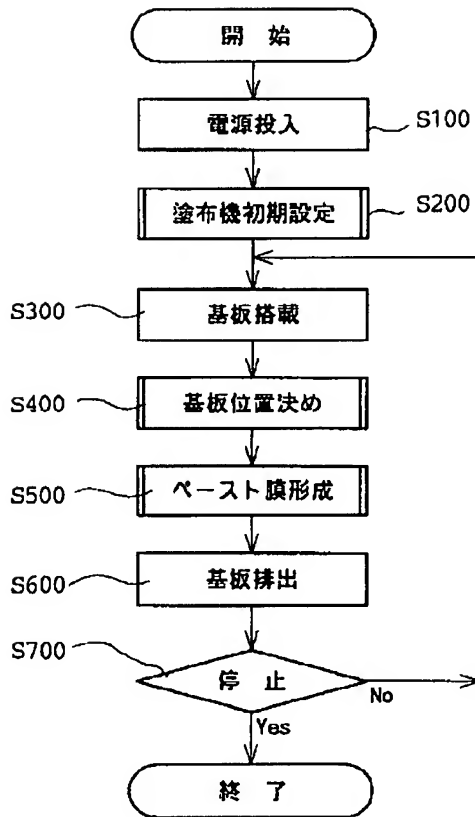 開 始
電源投入 S100
塗布機初期設定 S200
S300 基板搭載
S400 基板位置決め
S500 ペースト膜形成
S600 基板排出
S700
停 止
No
Yes
終 了